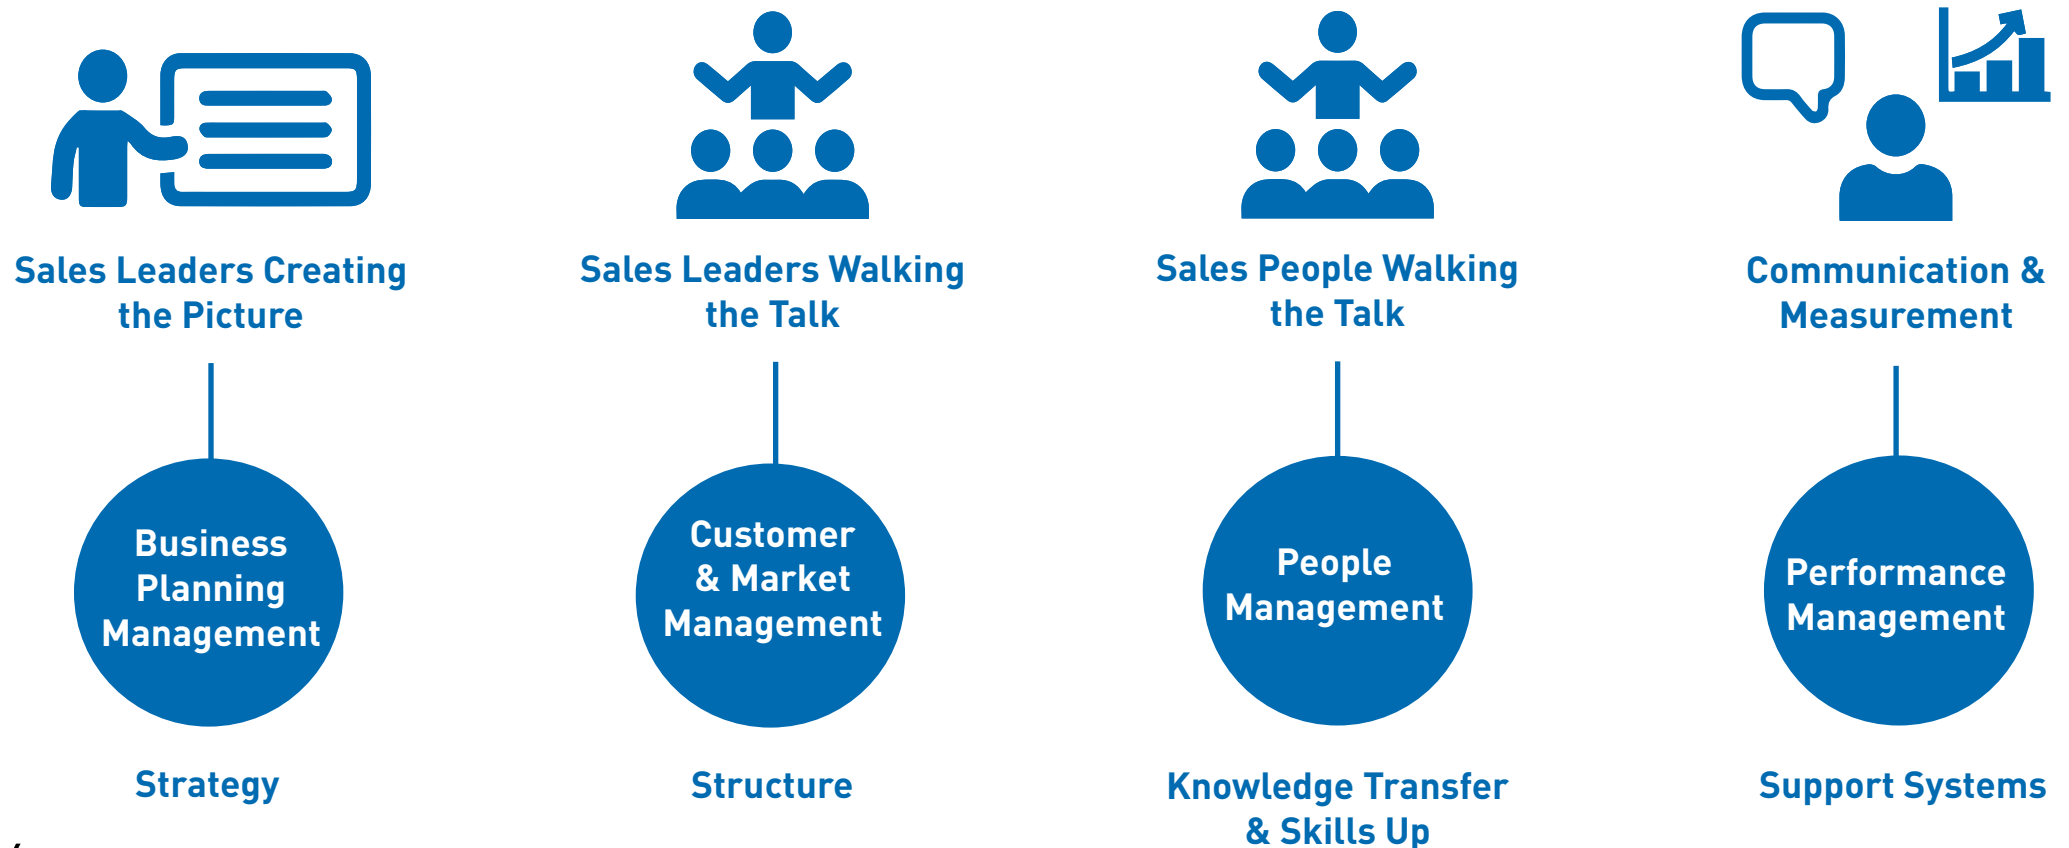 Sales Leaders Creating
the Picture
Sales Leaders Walking
the Talk
Sales People Walking
the Talk
Communication &
Measurement
Business
Planning
Management
Customer
& Market
Management
People
Management
Performance
Management
Strategy
Structure
Knowledge Transfer
& Skills Up
Support Systems